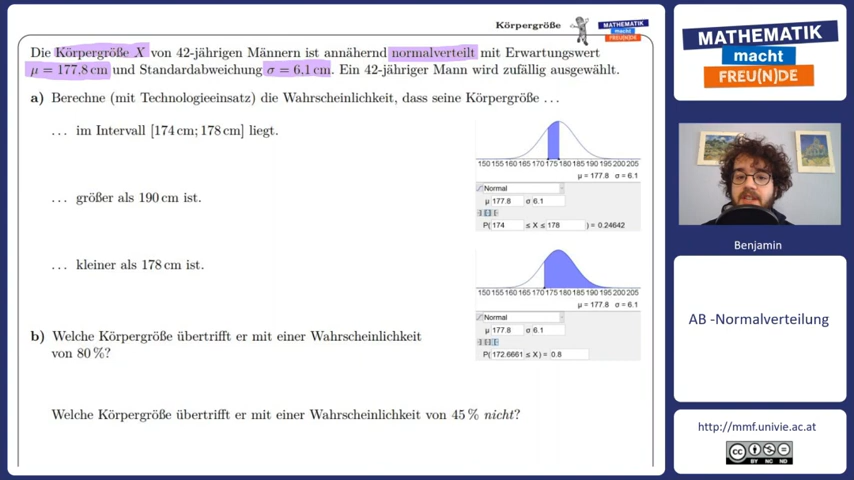 Körpergröße
MATHEMATIK
macht
FREU(N)DE
Die Körpergröße X von 42-jährigen Männern ist annähernd normalverteilt mit Erwartungswert
μ = 177,8 cm und Standardabweichung σ = 6,1 cm. Ein 42-jähriger Mann wird zufällig ausgewählt.
a) Berechne (mit Technologieeinsatz) die Wahrscheinlichkeit, dass seine Körpergröße ...
... im Intervall [174 cm; 178 cm] liegt.
150 155 160 165 170 175 180 185 190 195 200 205
μ = 177.8 σ = 6.1
Normal
μ 177.8 σ 6.1
P( 174 ≤ X ≤ 178 ) = 0.24642
... größer als 190 cm ist.
... kleiner als 178 cm ist.
150 155 160 165 170 175 180 185 190 195 200 205
μ = 177.8 σ = 6.1
Normal
μ 177.8 σ 6.1
P( 172.6661 ≤ X ) = 0.8
b) Welche Körpergröße übertrifft er mit einer Wahrscheinlichkeit
von 80 %?
Welche Körpergröße übertrifft er mit einer Wahrscheinlichkeit von 45 % nicht?
MATHEMATIK
macht
FREU(N)DE
Benjamin
AB -Normalverteilung
http://mmf.univie.ac.at
cc
BY NC ND